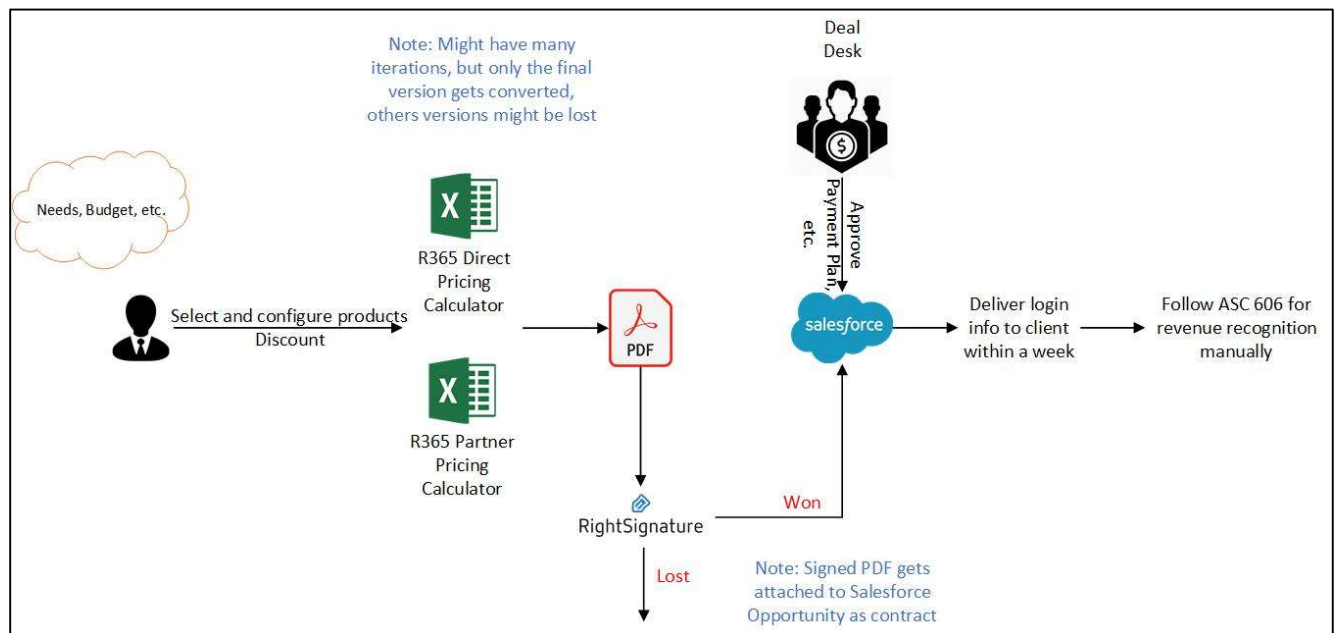 Note: Might have many
iterations, but only the final
version gets converted,
others versions might be lost
Deal
Desk
Needs, Budget, etc.
Select and configure products
Discount
X
R365 Direct
Pricing
Calculator
X
R365 Partner
Pricing
Calculator
PDF
RightSignature
Won
Lost
$
Approve
Payment Plan,
etc.
salesforce
Deliver login
info to client
within a week
Follow ASC 606 for
revenue recognition
manually
Note: Signed PDF gets
attached to Salesforce
Opportunity as contract